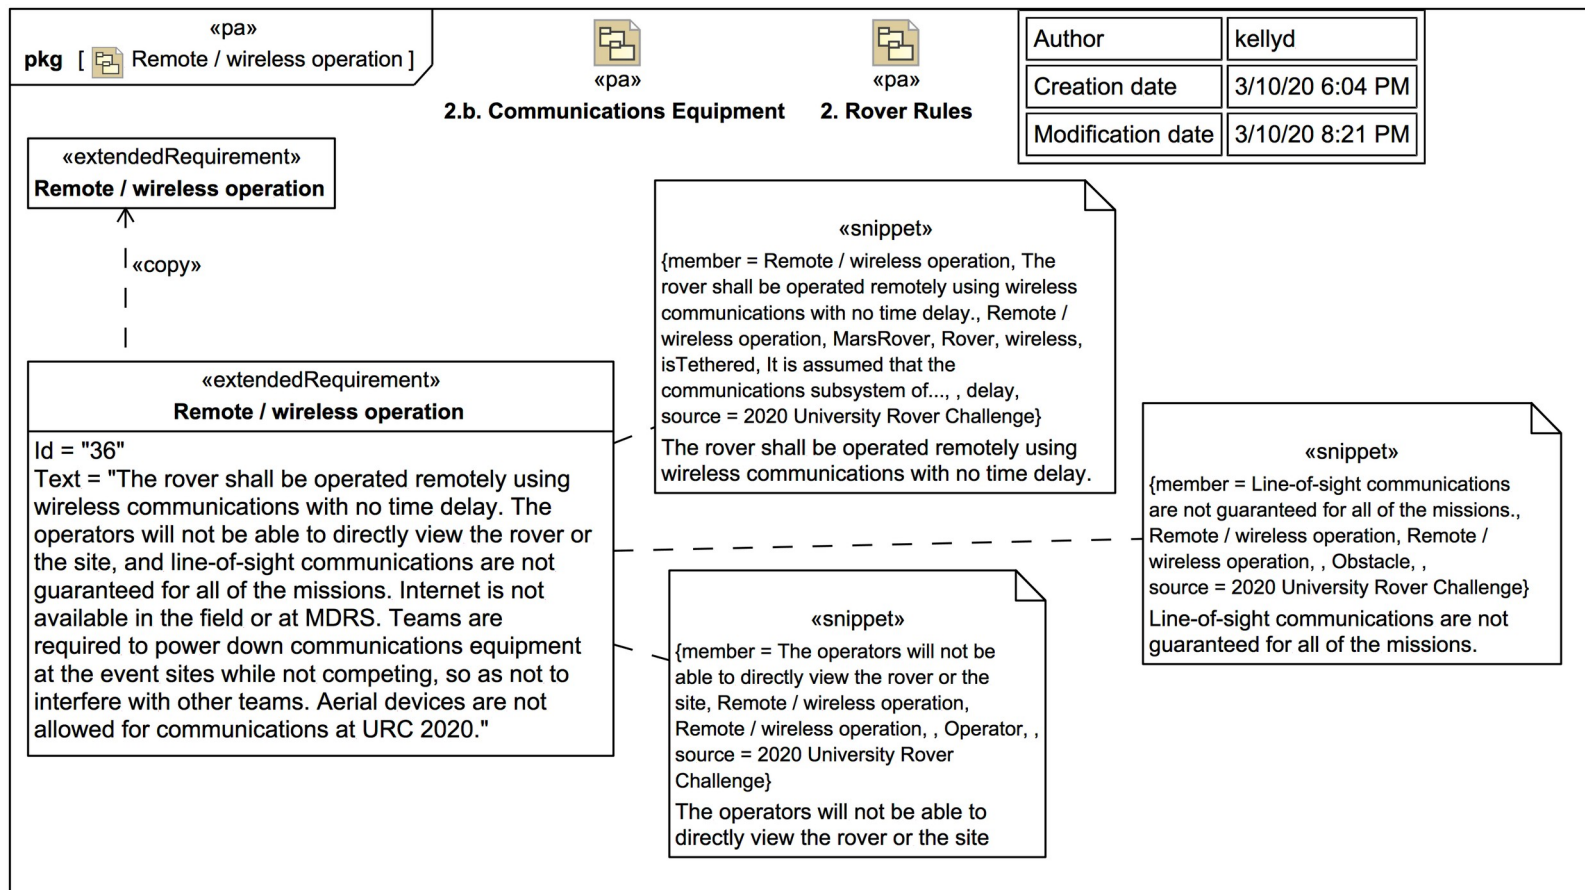 «pa»
pkg [ Remote / wireless operation ]
«pa»
2.b. Communications Equipment
«pa»
2. Rover Rules
Author kellyd
Creation date 3/10/20 6:04 PM
Modification date 3/10/20 8:21 PM
«extendedRequirement»
Remote / wireless operation
«copy»
«extendedRequirement»
Remote / wireless operation
Id = "36"
Text = "The rover shall be operated remotely using
wireless communications with no time delay. The
operators will not be able to directly view the rover or
the site, and line-of-sight communications are not
guaranteed for all of the missions. Internet is not
available in the field or at MDRS. Teams are
required to power down communications equipment
at the event sites while not competing, so as not to
interfere with other teams. Aerial devices are not
allowed for communications at URC 2020."
«snippet»
{member = Remote / wireless operation, The
rover shall be operated remotely using wireless
communications with no time delay., Remote /
wireless operation, MarsRover, Rover, wireless,
isTethered, It is assumed that the
communications subsystem of..., , delay,
source = 2020 University Rover Challenge}
The rover shall be operated remotely using
wireless communications with no time delay.
«snippet»
{member = Line-of-sight communications
are not guaranteed for all of the missions.,
Remote / wireless operation, Remote /
wireless operation, , Obstacle, ,
source = 2020 University Rover Challenge}
Line-of-sight communications are not
guaranteed for all of the missions.
«snippet»
{member = The operators will not be
able to directly view the rover or the
site, Remote / wireless operation,
Remote / wireless operation, , Operator, ,
source = 2020 University Rover
Challenge}
The operators will not be able to
directly view the rover or the site